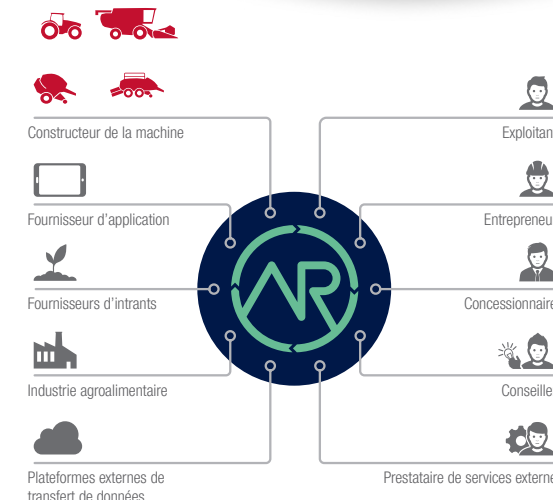 Constructeur de la machine
Fournisseur d'application
Fournisseurs d'intrants
Industrie agroalimentaire
Plateformes externes de
transfert de données
AR
Exploitan
Entrepreneu
Concessionnaire
Conseille
Prestataire de services externe